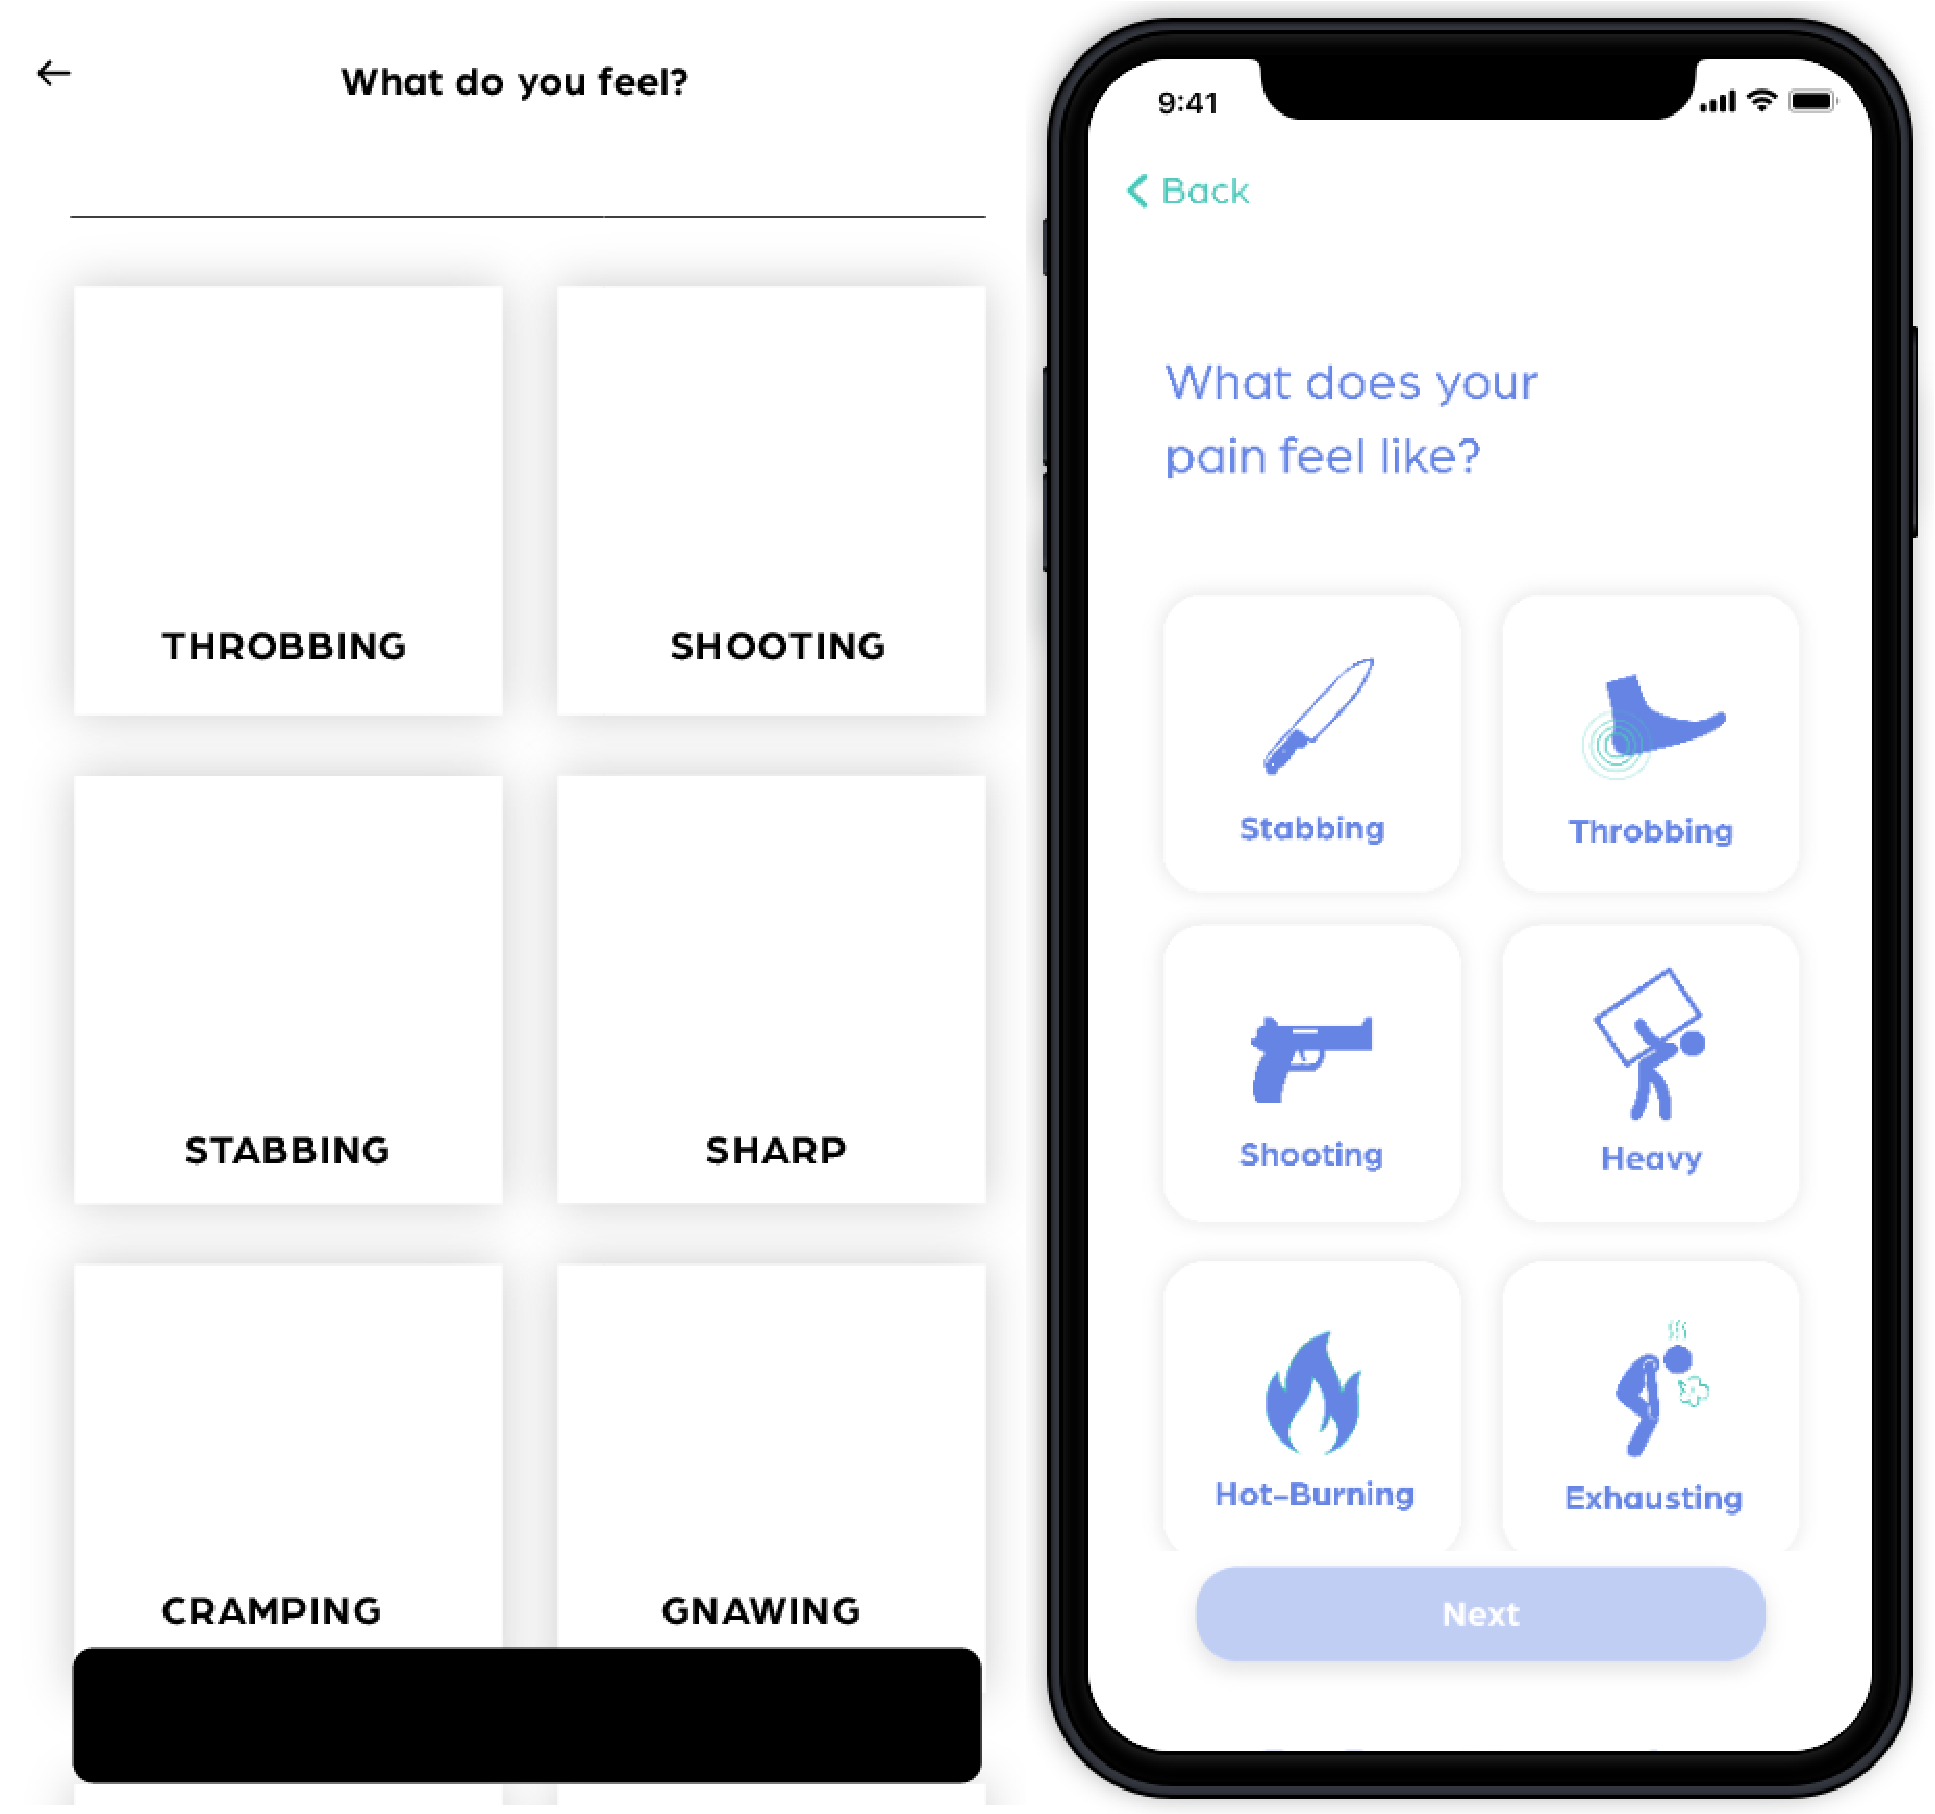 What do you feel?
THROBBING
SHOOTING
STABBING
SHARP
CRAMPING
GNAWING
9:41
Back
What does your
pain feel like?
Stabbing
Throbbing
Shooting
Heavy
Hot-Burning
Exhausting
Next